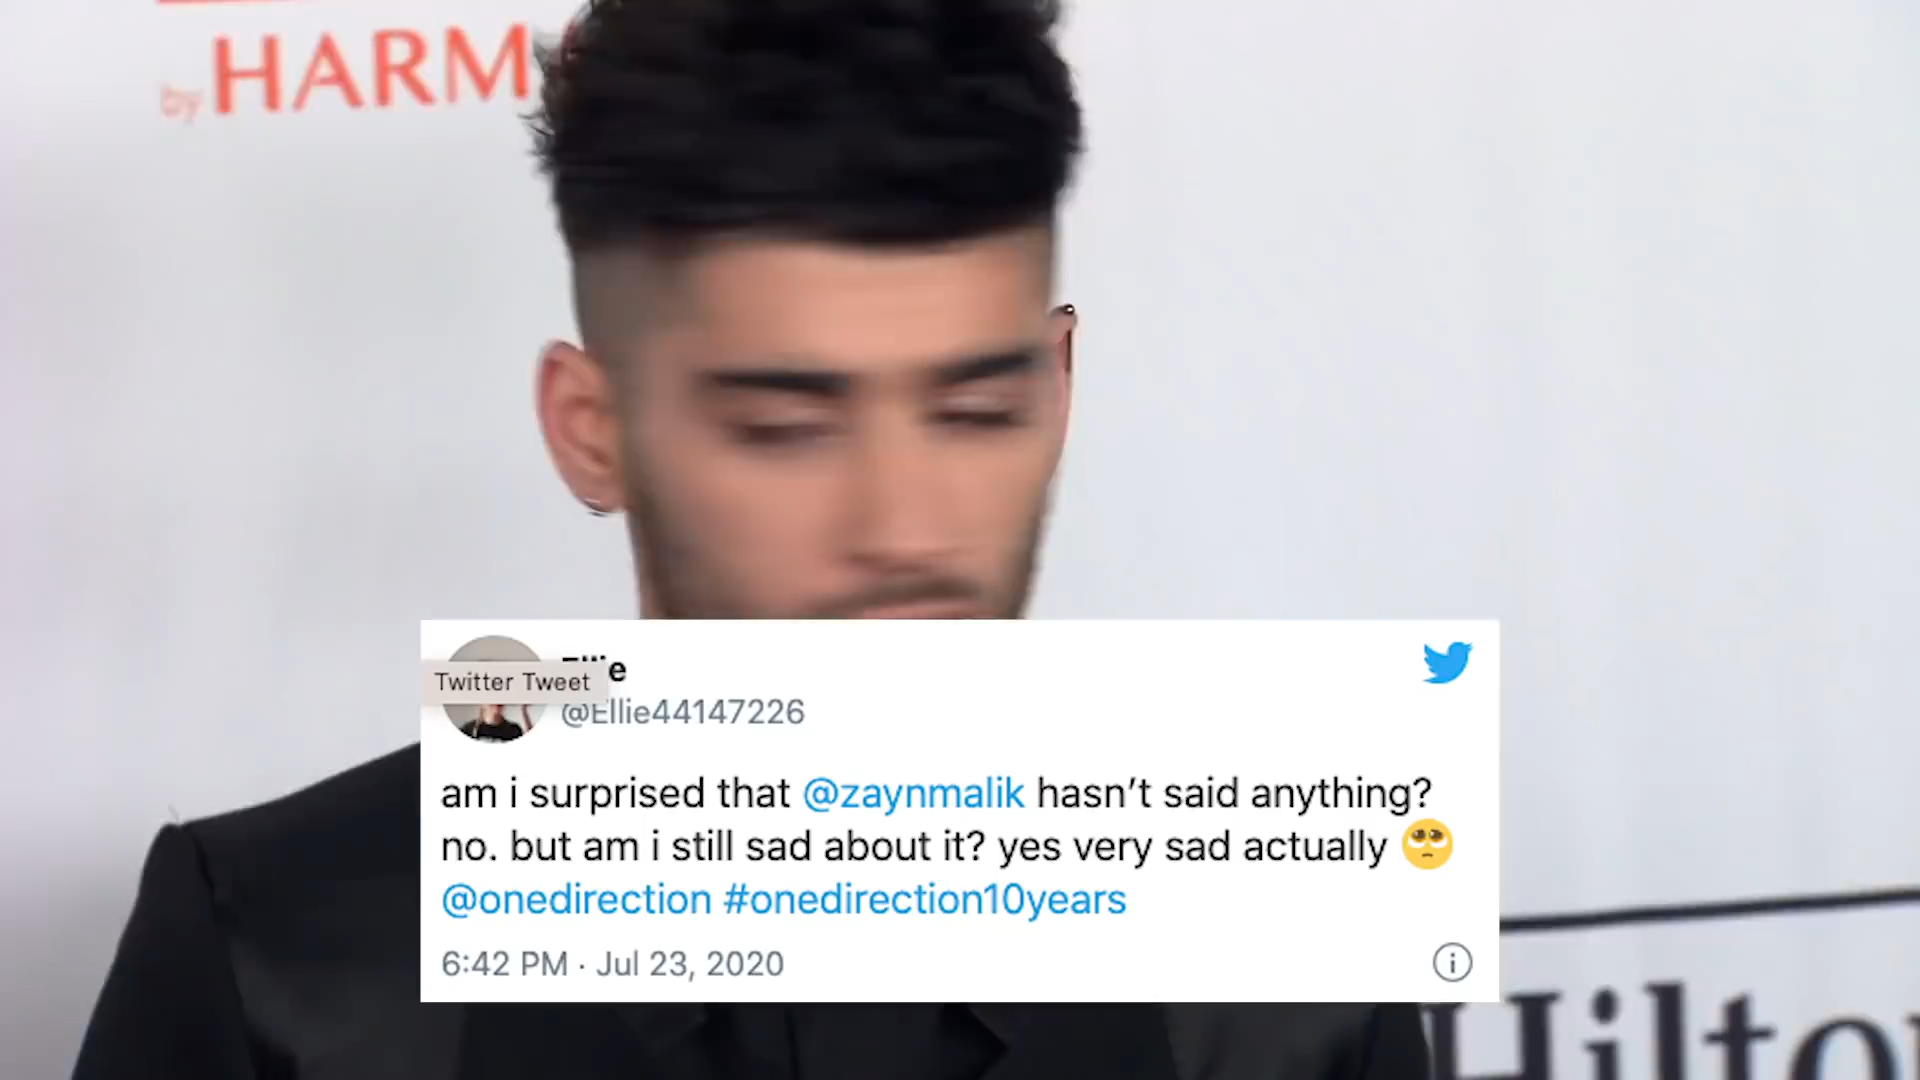 by HARM
Twitter Tweet
@Ellie44147226
am i surprised that @zaynmalik hasn’t said anything?
no. but am i still sad about it? yes very sad actually 🥺
@onedirection #onedirection10years
6:42 PM · Jul 23, 2020
Hilto